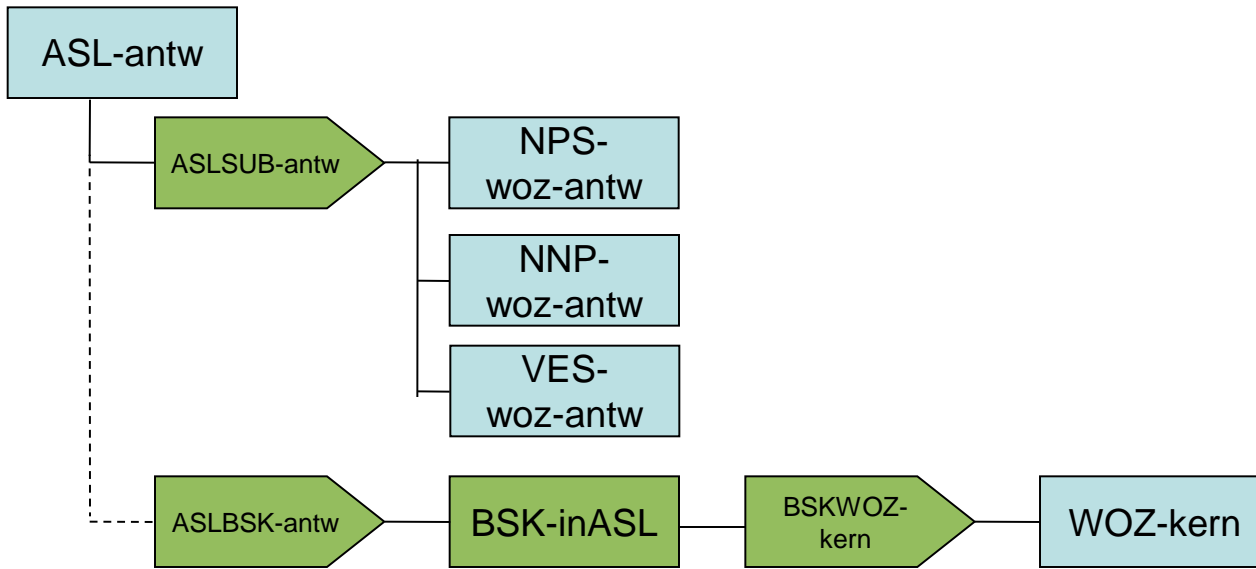 ASL-antw
ASLSUB-antw
NPS-
woz-antw
NNP-
woz-antw
VES-
woz-antw
ASLBSK-antw
BSK-inASL
BSKWOZ-
kern
WOZ-kern